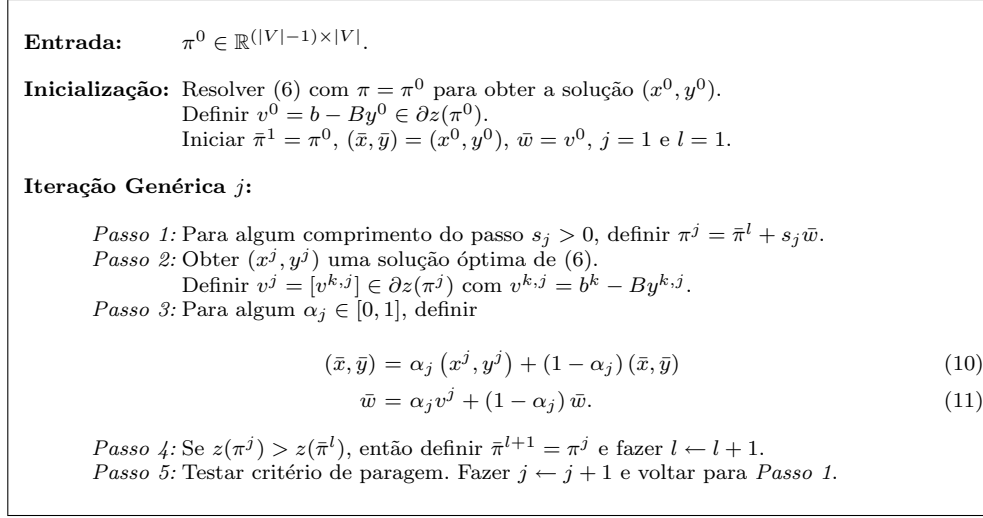 Entrada: π⁰ ∈ ℝ^{(|V|−1)×|V|}.
Inicialização: Resolver (6) com π = π⁰ para obter a solução (x⁰, y⁰).
Definir v⁰ = b − By⁰ ∈ ∂z(π⁰).
Iniciar π̄¹ = π⁰, (x̄, ȳ) = (x⁰, y⁰), w̄ = v⁰, j = 1 e l = 1.
Iteração Genérica j:
Passo 1: Para algum comprimento do passo s_j > 0, definir π^j = π̄^l + s_j w̄.
Passo 2: Obter (x^j, y^j) uma solução óptima de (6).
Definir v^j = [v^{k,j}] ∈ ∂z(π^j) com v^{k,j} = b^k − By^{k,j}.
Passo 3: Para algum α_j ∈ [0, 1], definir
(x̄, ȳ) = α_j (x^j, y^j) + (1 − α_j) (x̄, ȳ) (10)
w̄ = α_j v^j + (1 − α_j) w̄. (11)
Passo 4: Se z(π^j) > z(π̄^l), então definir π̄^{l+1} = π^j e fazer l ← l + 1.
Passo 5: Testar critério de paragem. Fazer j ← j + 1 e voltar para Passo 1.